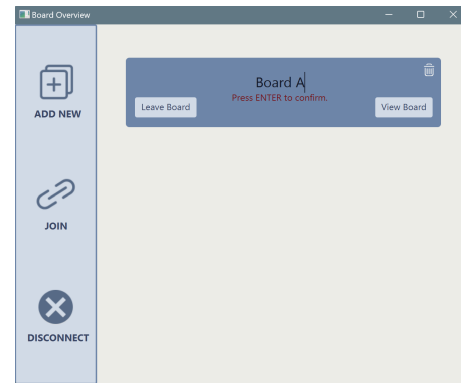 Board Overview
ADD NEW
JOIN
DISCONNECT
Board A
Press ENTER to confirm.
Leave Board
View Board